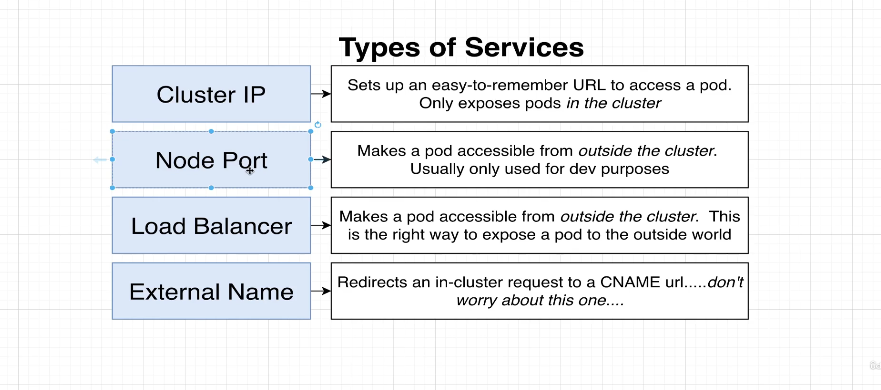 Types of Services
Cluster IP
Sets up an easy-to-remember URL to access a pod.
Only exposes pods in the cluster
Node Port
Makes a pod accessible from outside the cluster.
Usually only used for dev purposes
Load Balancer
Makes a pod accessible from outside the cluster. This
is the right way to expose a pod to the outside world
External Name
Redirects an in-cluster request to a CNAME url.....don't
worry about this one....